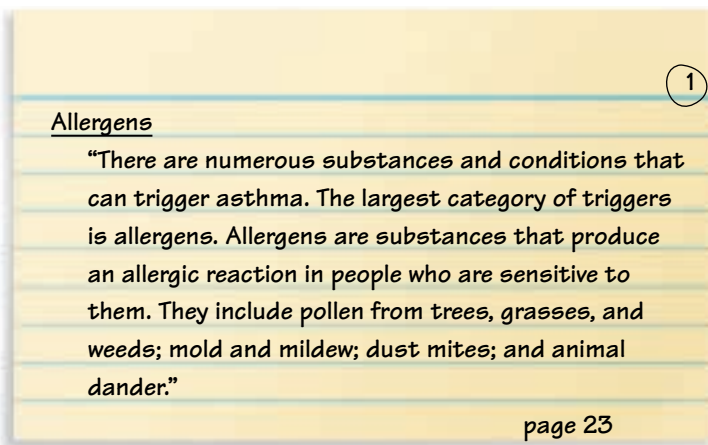 1
Allergens
“There are numerous substances and conditions that
can trigger asthma. The largest category of triggers
is allergens. Allergens are substances that produce
an allergic reaction in people who are sensitive to
them. They include pollen from trees, grasses, and
weeds; mold and mildew; dust mites; and animal
dander.”
page 23